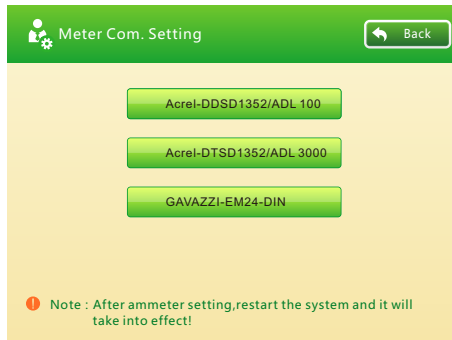 Meter Com. Setting
Back
Acrel-DDSD1352/ADL 100
Acrel-DTSD1352/ADL 3000
GAVAZZI-EM24-DIN
Note : After ammeter setting,restart the system and it will
take into effect!